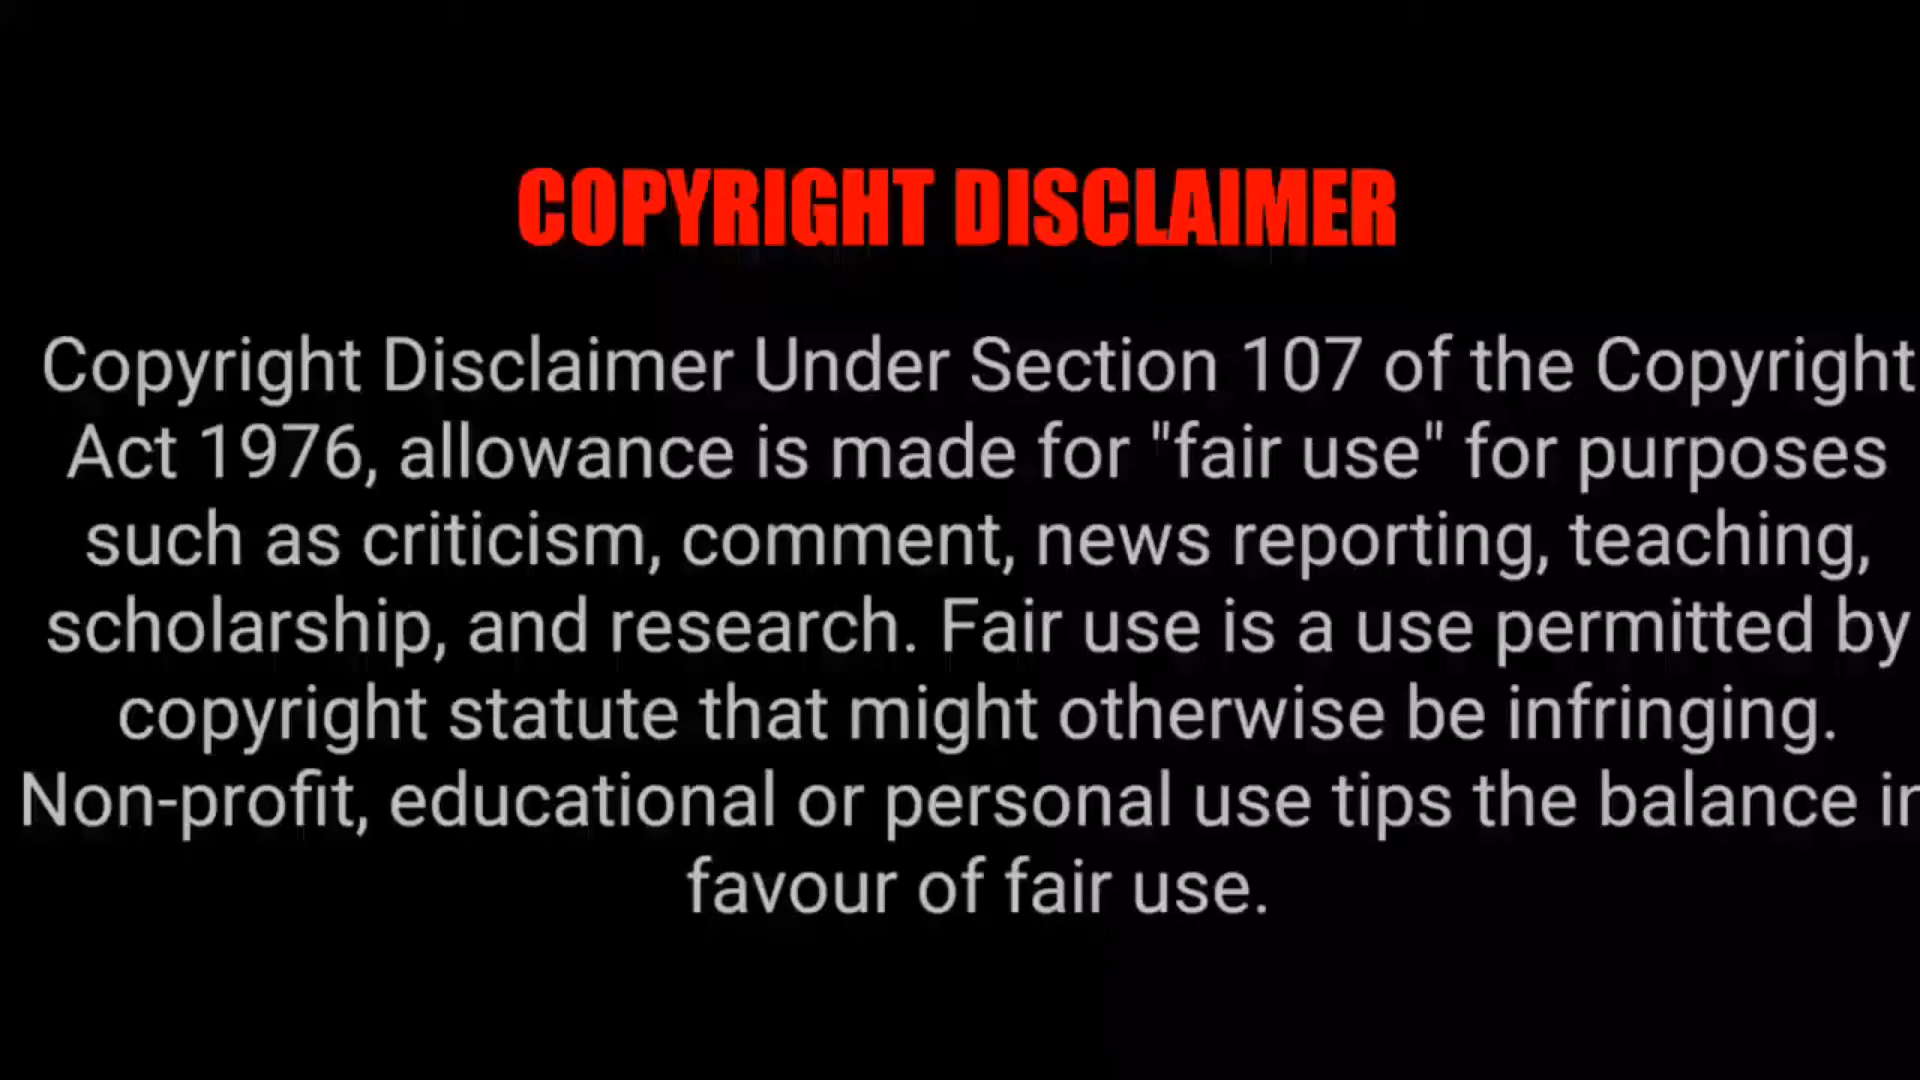 COPYRIGHT DISCLAIMER
Copyright Disclaimer Under Section 107 of the Copyright
Act 1976, allowance is made for "fair use" for purposes
such as criticism, comment, news reporting, teaching,
scholarship, and research. Fair use is a use permitted by
copyright statute that might otherwise be infringing.
Non-profit, educational or personal use tips the balance in
favour of fair use.